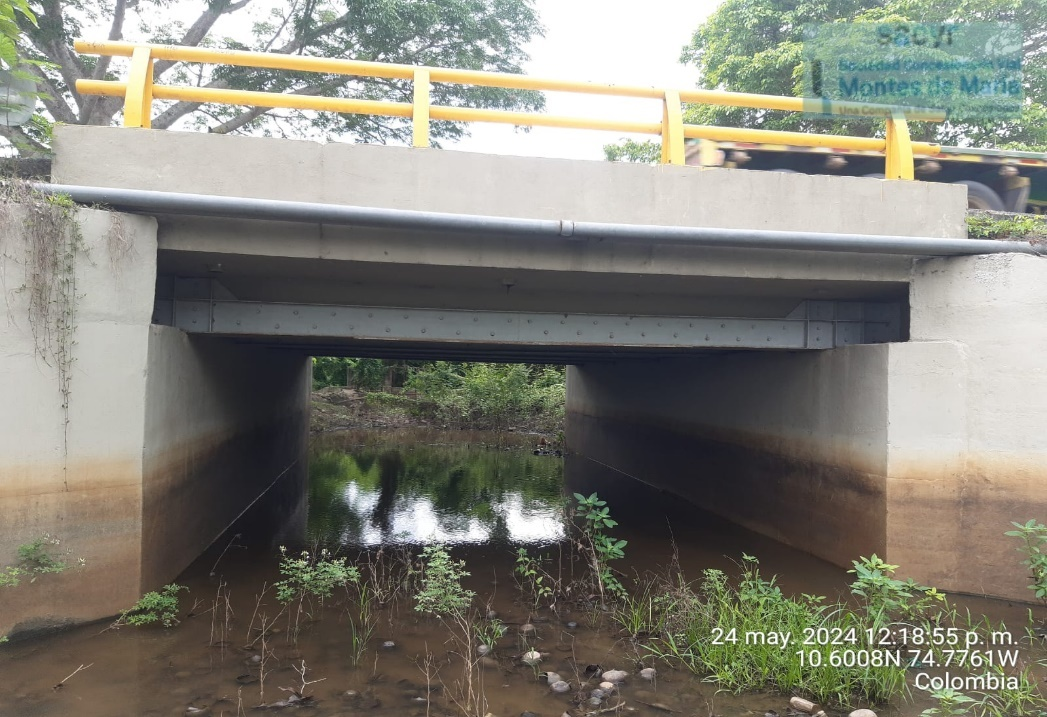 sacyr
Sociedad Concesionaria Vial
Montes de María
24 may. 2024 12:18:55 p. m.
10.6008N 74.7761W
Colombia